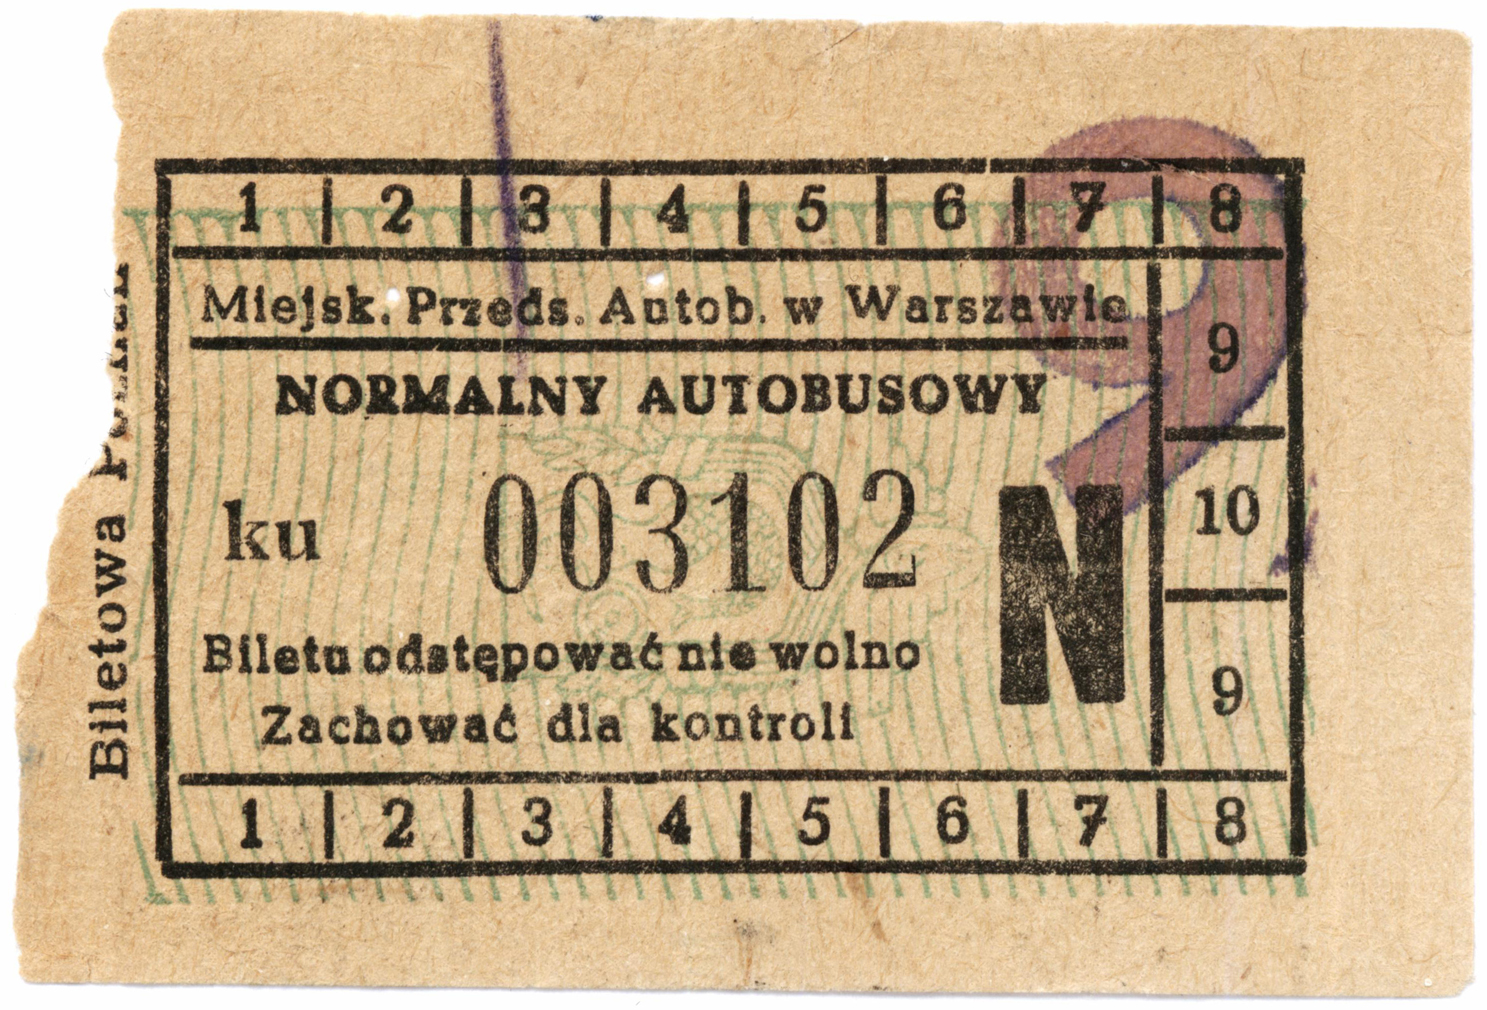 1 | 2 | 3 | 4 | 5 | 6 | 7 | 8
Miejsk. Przeds. Autob. w Warszawie
9
NORMALNY AUTOBUSOWY
ku 003102
N
10
Biletu odstępować nie wolno
9
Zachować dla kontroli
1 | 2 | 3 | 4 | 5 | 6 | 7 | 8
Biletowa
9